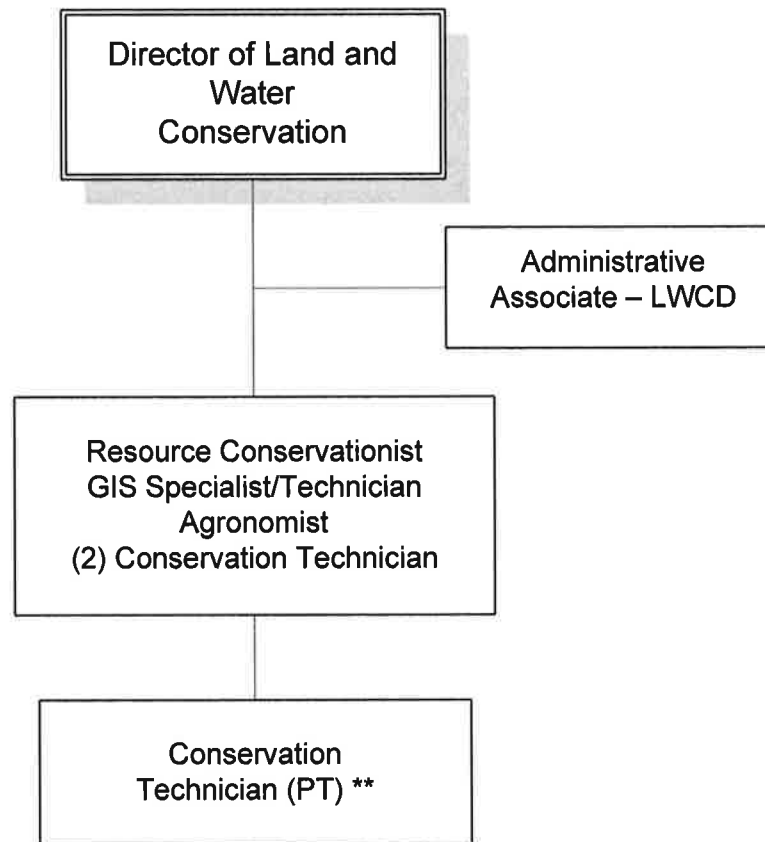 Director of Land and
Water
Conservation
Administrative
Associate – LWCD
Resource Conservationist
GIS Specialist/Technician
Agronomist
(2) Conservation Technician
Conservation
Technician (PT) **